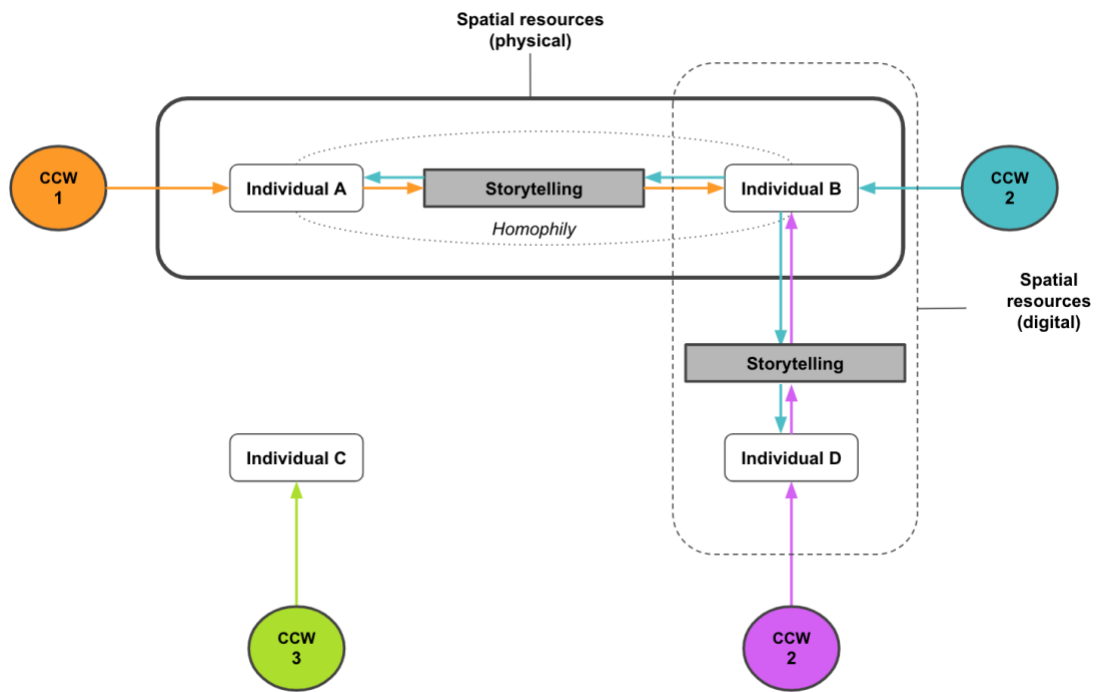 Spatial resources
(physical)
CCW
1
Individual A
Storytelling
Individual B
CCW
2
Homophily
Spatial
resources
(digital)
Storytelling
Individual C
Individual D
CCW
3
CCW
2